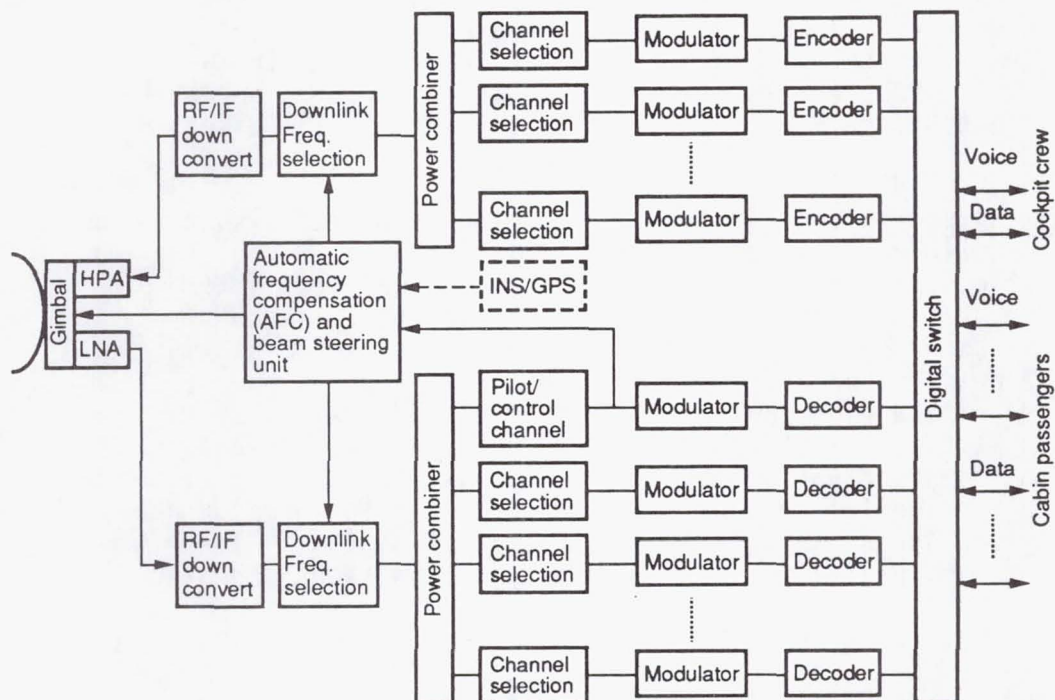 Channel
selection
Modulator
Encoder
Channel
selection
Modulator
Encoder
Channel
selection
Modulator
Encoder
Power combiner
RF/IF
down
convert
Downlink
Freq.
selection
Gimbal
HPA
LNA
Automatic
frequency
compensation
(AFC) and
beam steering
unit
INS/GPS
Pilot/
control
channel
Modulator
Decoder
Channel
selection
Modulator
Decoder
Channel
selection
Modulator
Decoder
Channel
selection
Modulator
Decoder
Power combiner
RF/IF
down
convert
Downlink
Freq.
selection
Digital switch
Voice
Data
Cockpit crew
Voice
Data
Cabin passengers